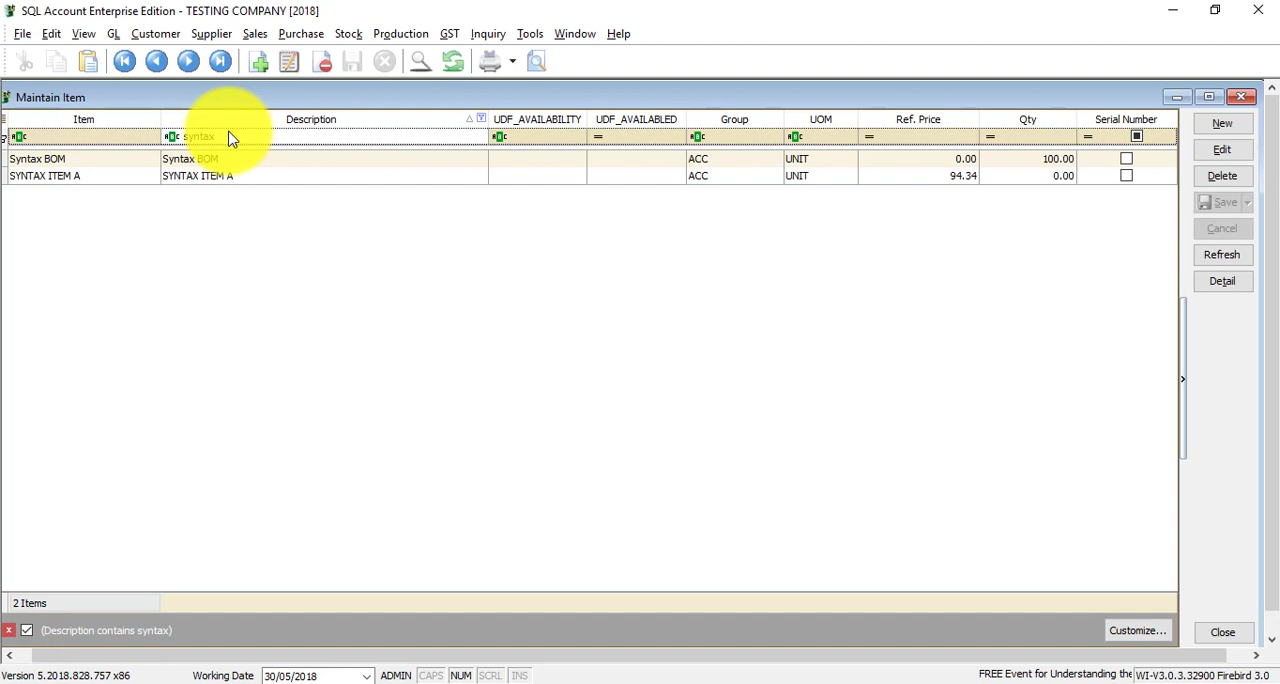 SQL Account Enterprise Edition - TESTING COMPANY [2018]
File Edit View GL Customer Supplier Sales Purchase Stock Production GST Inquiry Tools Window Help
Maintain Item
Item Description UDF_AVAILABILITY UDF_AVAILABLED Group UOM Ref. Price Qty Serial Number
syntax = = = =
Syntax BOM Syntax BOM ACC UNIT 0.00 100.00
SYNTAX ITEM A SYNTAX ITEM A ACC UNIT 94.34 0.00
New
Edit
Delete
Save
Cancel
Refresh
Detail
2 Items
(Description contains syntax) Customize... Close
Version 5.2018.828.757 x86 Working Date 30/05/2018 ADMIN CAPS NUM SCRL INS FREE Event for Understanding the WI-V3.0.3.32900 Firebird 3.0